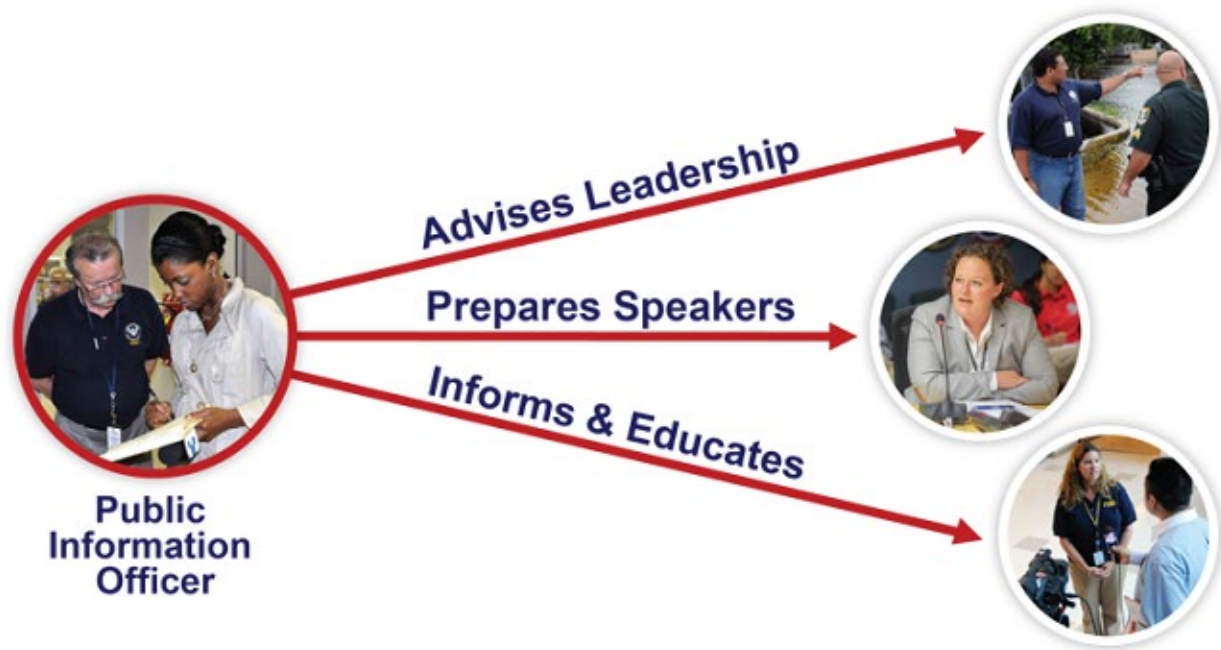 Advises Leadership
Prepares Speakers
Informs & Educates
Public
Information
Officer